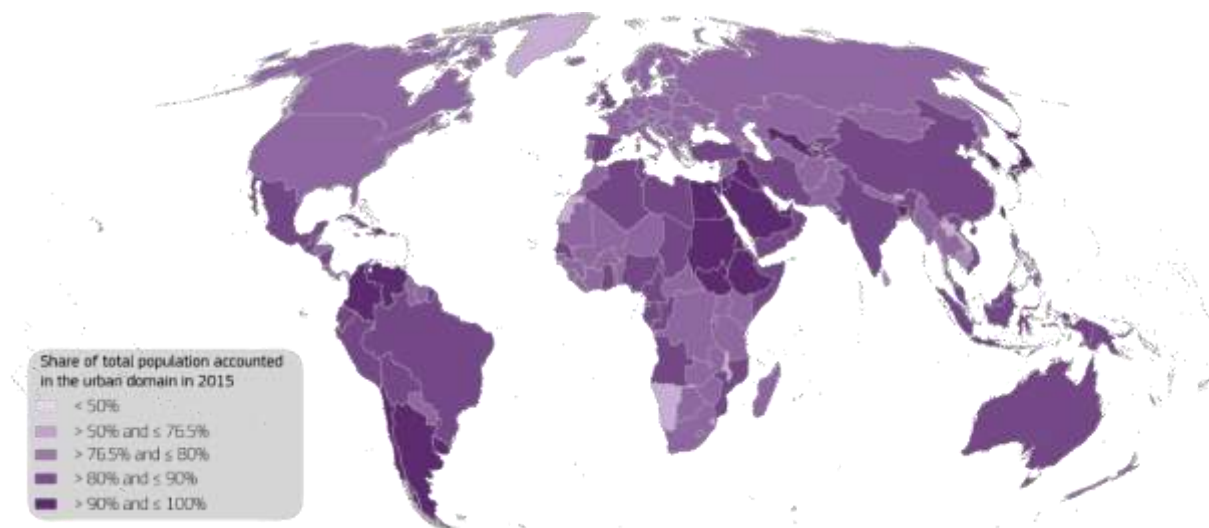 Share of total population accounted
in the urban domain in 2015
< 50%
> 50% and ≤ 76.5%
> 76.5% and ≤ 80%
> 80% and ≤ 90%
> 90% and ≤ 100%